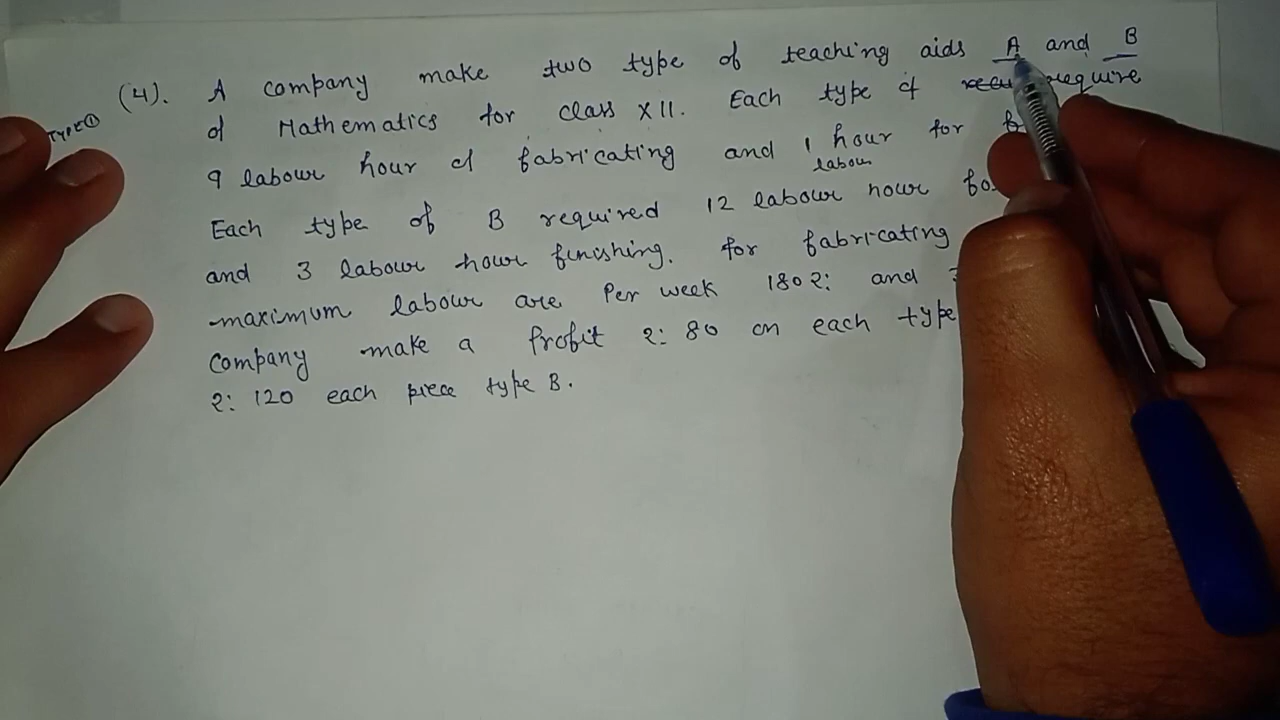 (4). A company make two type of teaching aids A and B
TYPE① of Mathematics for class XII. Each type of require
9 labour hour of fabricating and 1 hour for
labour
Each type of B required 12 labour hour
and 3 labour hour finishing. for fabricating
maximum labour are Per week 180 2: and
company make a Profit 2: 80 on each type
2: 120 each piece type B.